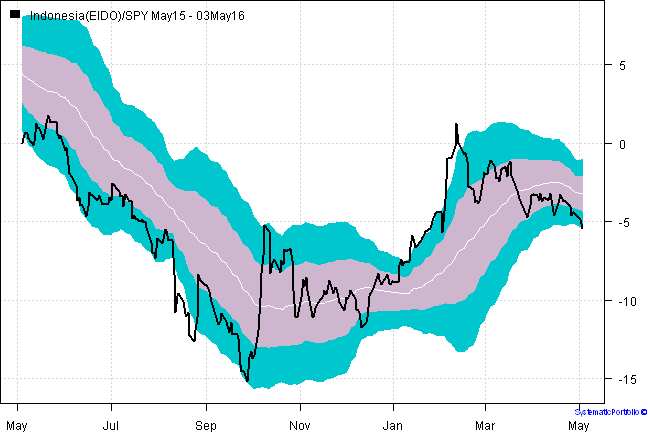 Indonesia(EIDO)/SPY May15 - 03May16
5
0
-5
-10
-15
SystematicPortfolio ©
May Jul Sep Nov Jan Mar May